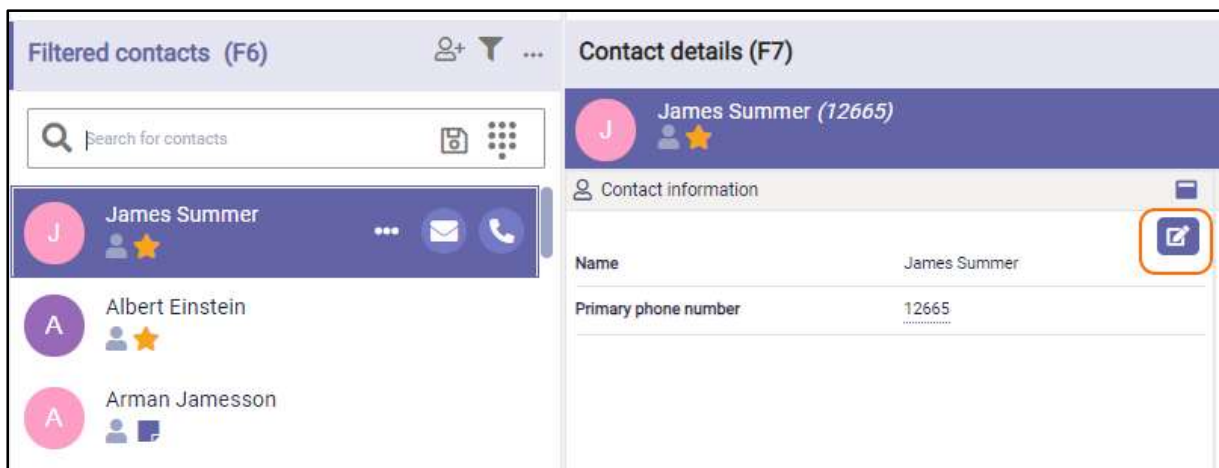 Filtered contacts (F6)
...
Search for contacts
J
James Summer
A
Albert Einstein
A
Arman Jamesson
Contact details (F7)
J
James Summer (12665)
Contact information
Name James Summer
Primary phone number 12665